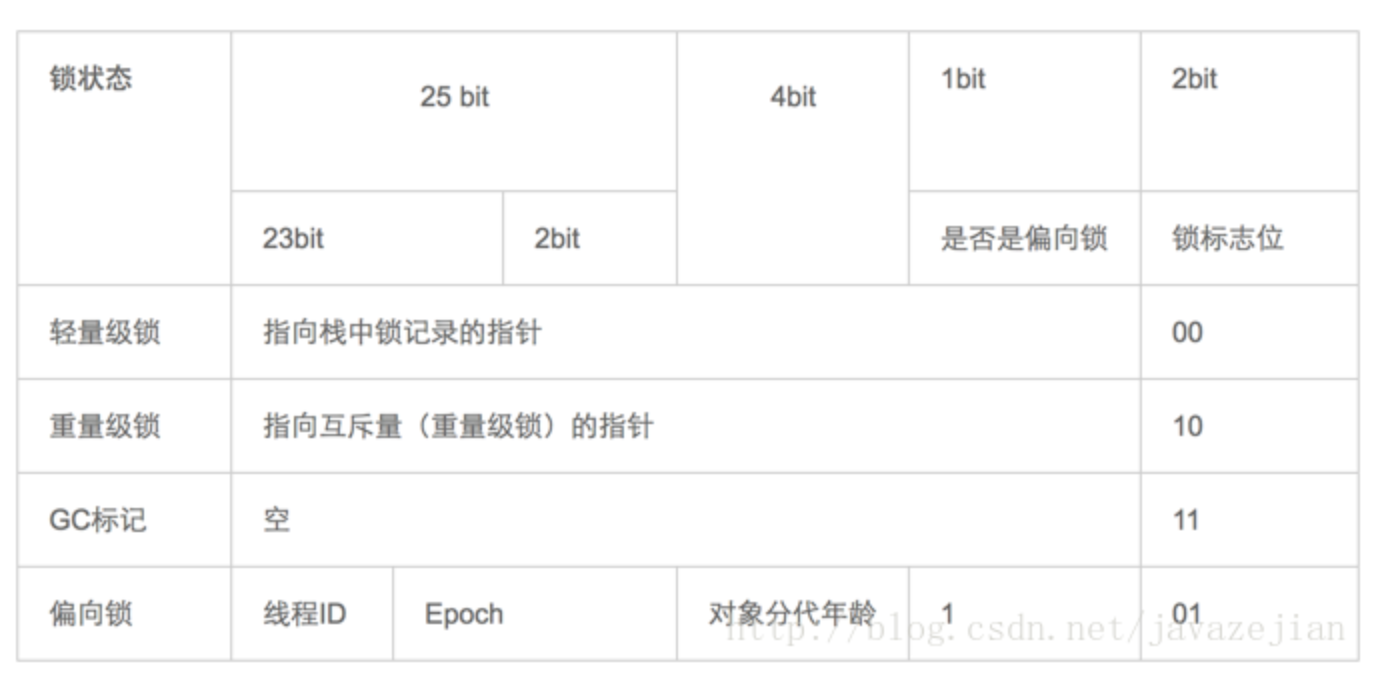 锁状态 25 bit 4bit 1bit 2bit
23bit 2bit 是否是偏向锁 锁标志位
轻量级锁 指向栈中锁记录的指针 00
重量级锁 指向互斥量（重量级锁）的指针 10
GC标记 空 11
偏向锁 线程ID Epoch 对象分代年龄 1 01
http://blog.csdn.net/javazejian